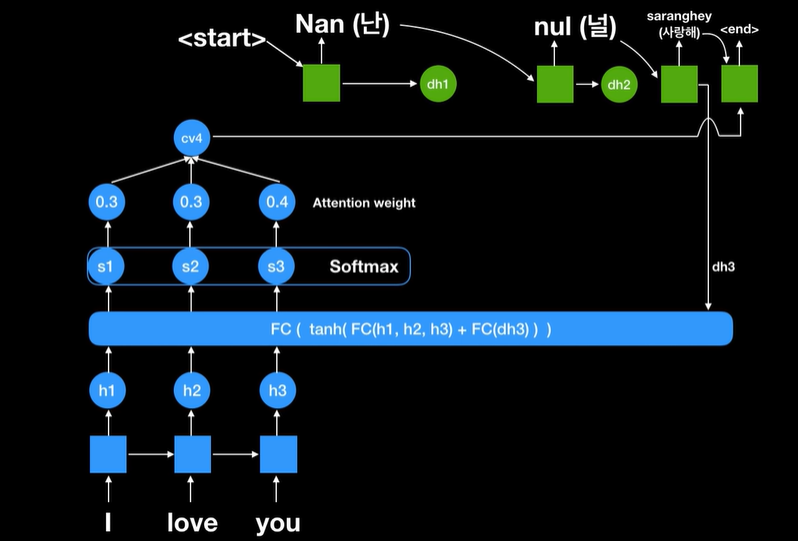 <start>
Nan (난)
nul (널)
saranghey
(사랑해)
<end>
dh1
dh2
cv4
0.3
0.3
0.4
Attention weight
s1
s2
s3
Softmax
dh3
FC ( tanh( FC(h1, h2, h3) + FC(dh3) ) )
h1
h2
h3
I
love
you